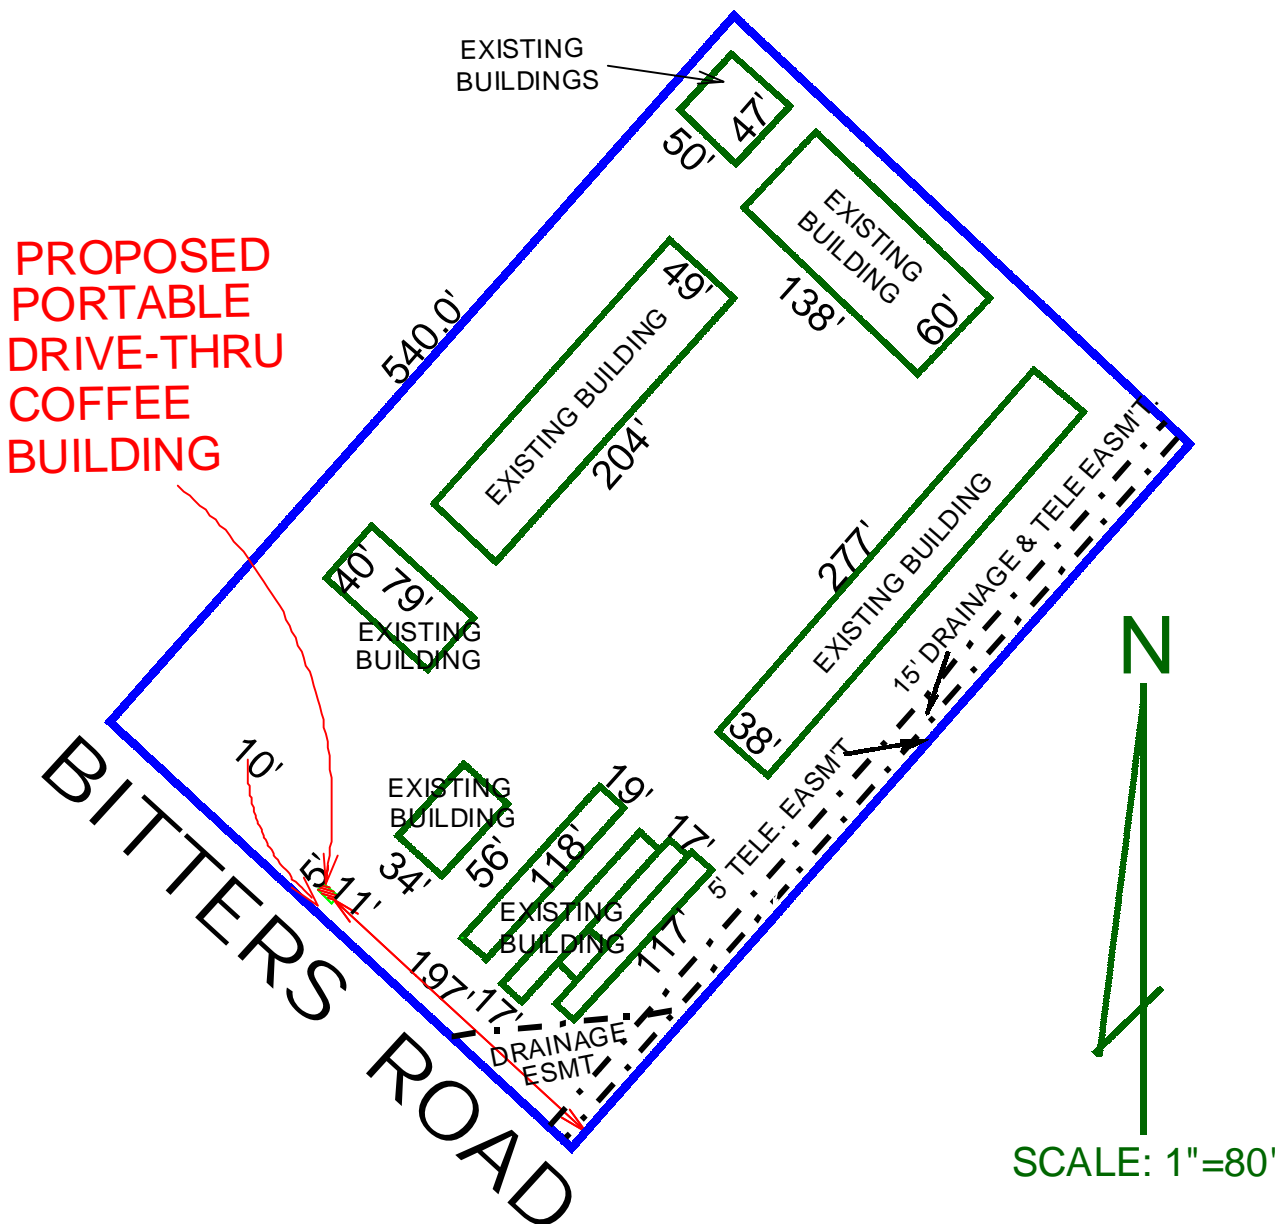 EXISTING
BUILDINGS
47'
50'
EXISTING
BUILDING
138'
60'
PROPOSED
PORTABLE
DRIVE-THRU
COFFEE
BUILDING
540.0'
49'
EXISTING BUILDING
204'
40'
79'
EXISTING
BUILDING
277'
EXISTING BUILDING
38'
15' DRAINAGE & TELE EASM'T.
N
5' TELE. EASM'T
10'
BITTERS ROAD
EXISTING
BUILDING
34'
56'
19'
118'
17'
EXISTING
BUILDING
117'
5'
11'
197'
17'
DRAINAGE
ESMT
SCALE: 1"=80'